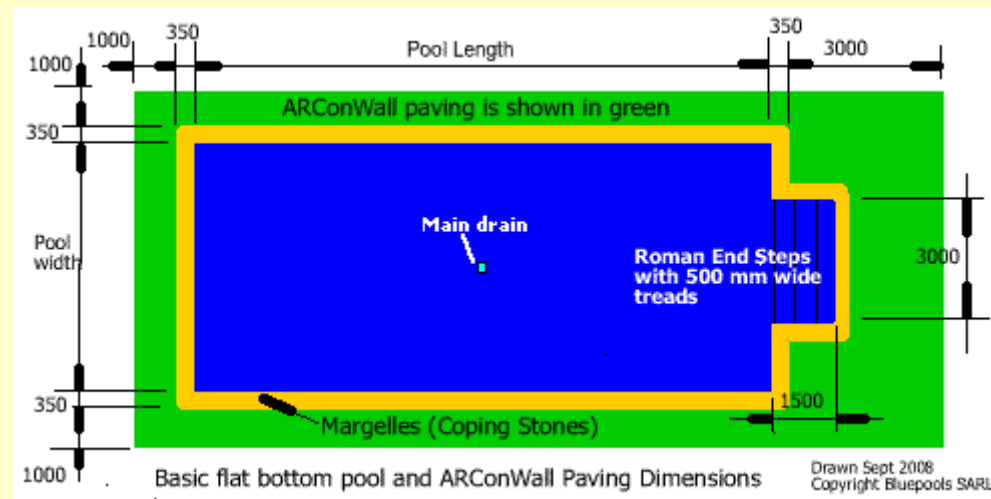 350
350
1000
Pool Length
3000
1000
ARConWall paving is shown in green
350
Main drain
Pool
width
Roman End Steps
with 500 mm wide
treads
3000
1500
350
Margelles (Coping Stones)
1000
Basic flat bottom pool and ARConWall Paving Dimensions
Drawn Sept 2008
Copyright Bluepools SARL